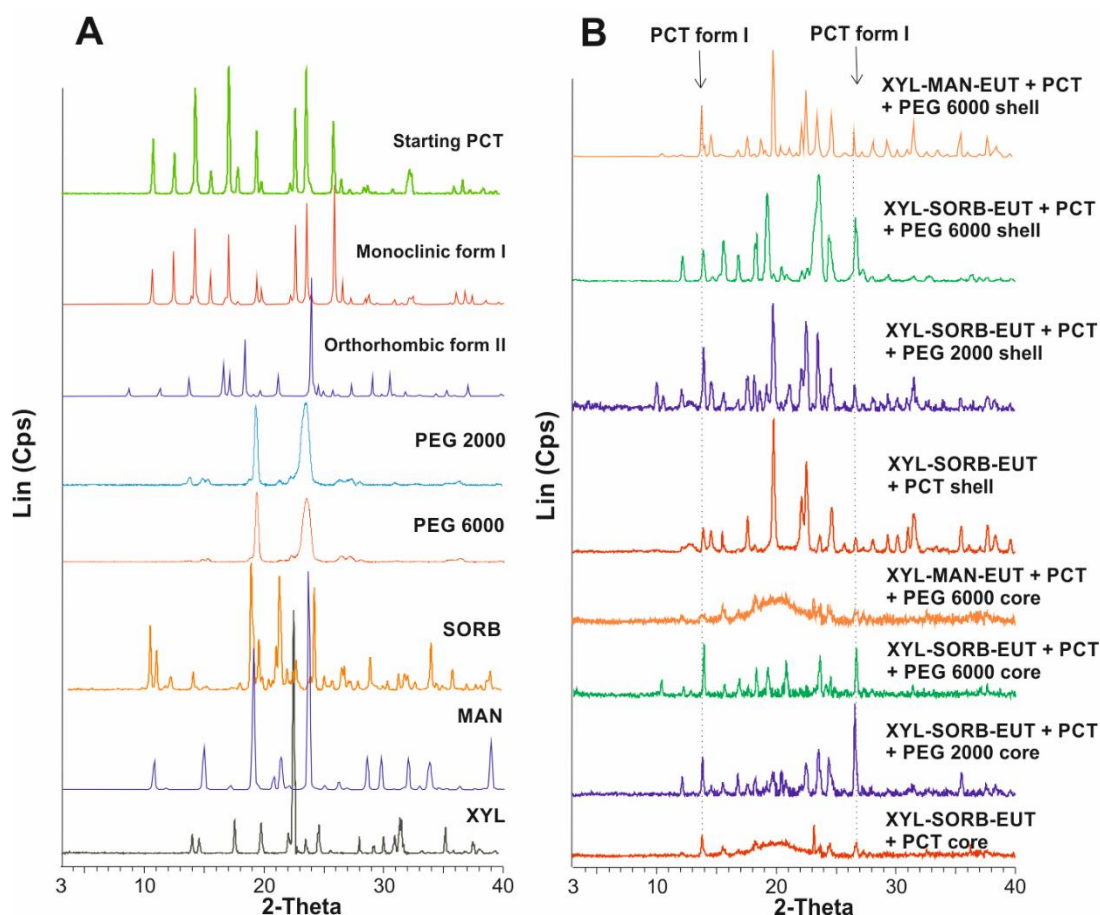 A
Starting PCT
Monoclinic form I
Orthorhombic form II
PEG 2000
PEG 6000
SORB
MAN
XYL
Lin (Cps)
3 10 20 30 40
2-Theta
B
PCT form I PCT form I
XYL-MAN-EUT + PCT
+ PEG 6000 shell
XYL-SORB-EUT + PCT
+ PEG 6000 shell
XYL-SORB-EUT + PCT
+ PEG 2000 shell
XYL-SORB-EUT
+ PCT shell
XYL-MAN-EUT + PCT
+ PEG 6000 core
XYL-SORB-EUT + PCT
+ PEG 6000 core
XYL-SORB-EUT + PCT
+ PEG 2000 core
XYL-SORB-EUT
+ PCT core
Lin (Cps)
3 10 20 30 40
2-Theta